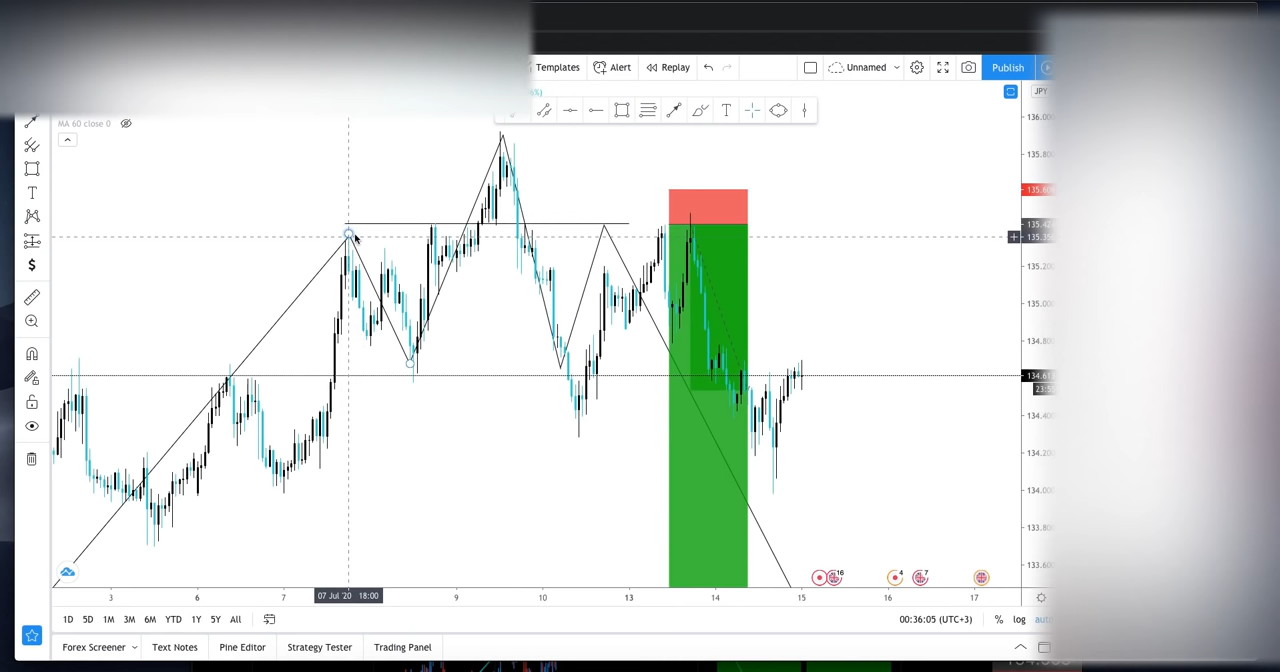 Templates Alert Replay Unnamed Publish
JPY
MA 60 close 0
136.000
135.800
135.200
135.000
134.800
134.400
134.200
134.000
133.800
133.600
16 4 7
3 6 7 9 10 13 14 15 16 17
07 Jul '20 18:00
1D 5D 1M 3M 6M YTD 1Y 5Y All 00:36:05 (UTC+3) % log
Forex Screener Text Notes Pine Editor Strategy Tester Trading Panel